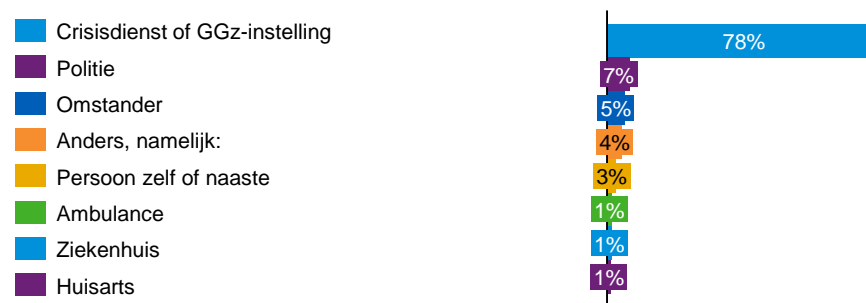 Crisisdienst of GGz-instelling 78%
Politie 7%
Omstander 5%
Anders, namelijk: 4%
Persoon zelf of naaste 3%
Ambulance 1%
Ziekenhuis 1%
Huisarts 1%